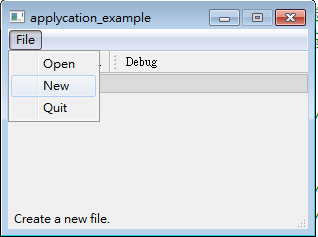 applycation_example
File
Open
New
Quit
Debug
Create a new file.